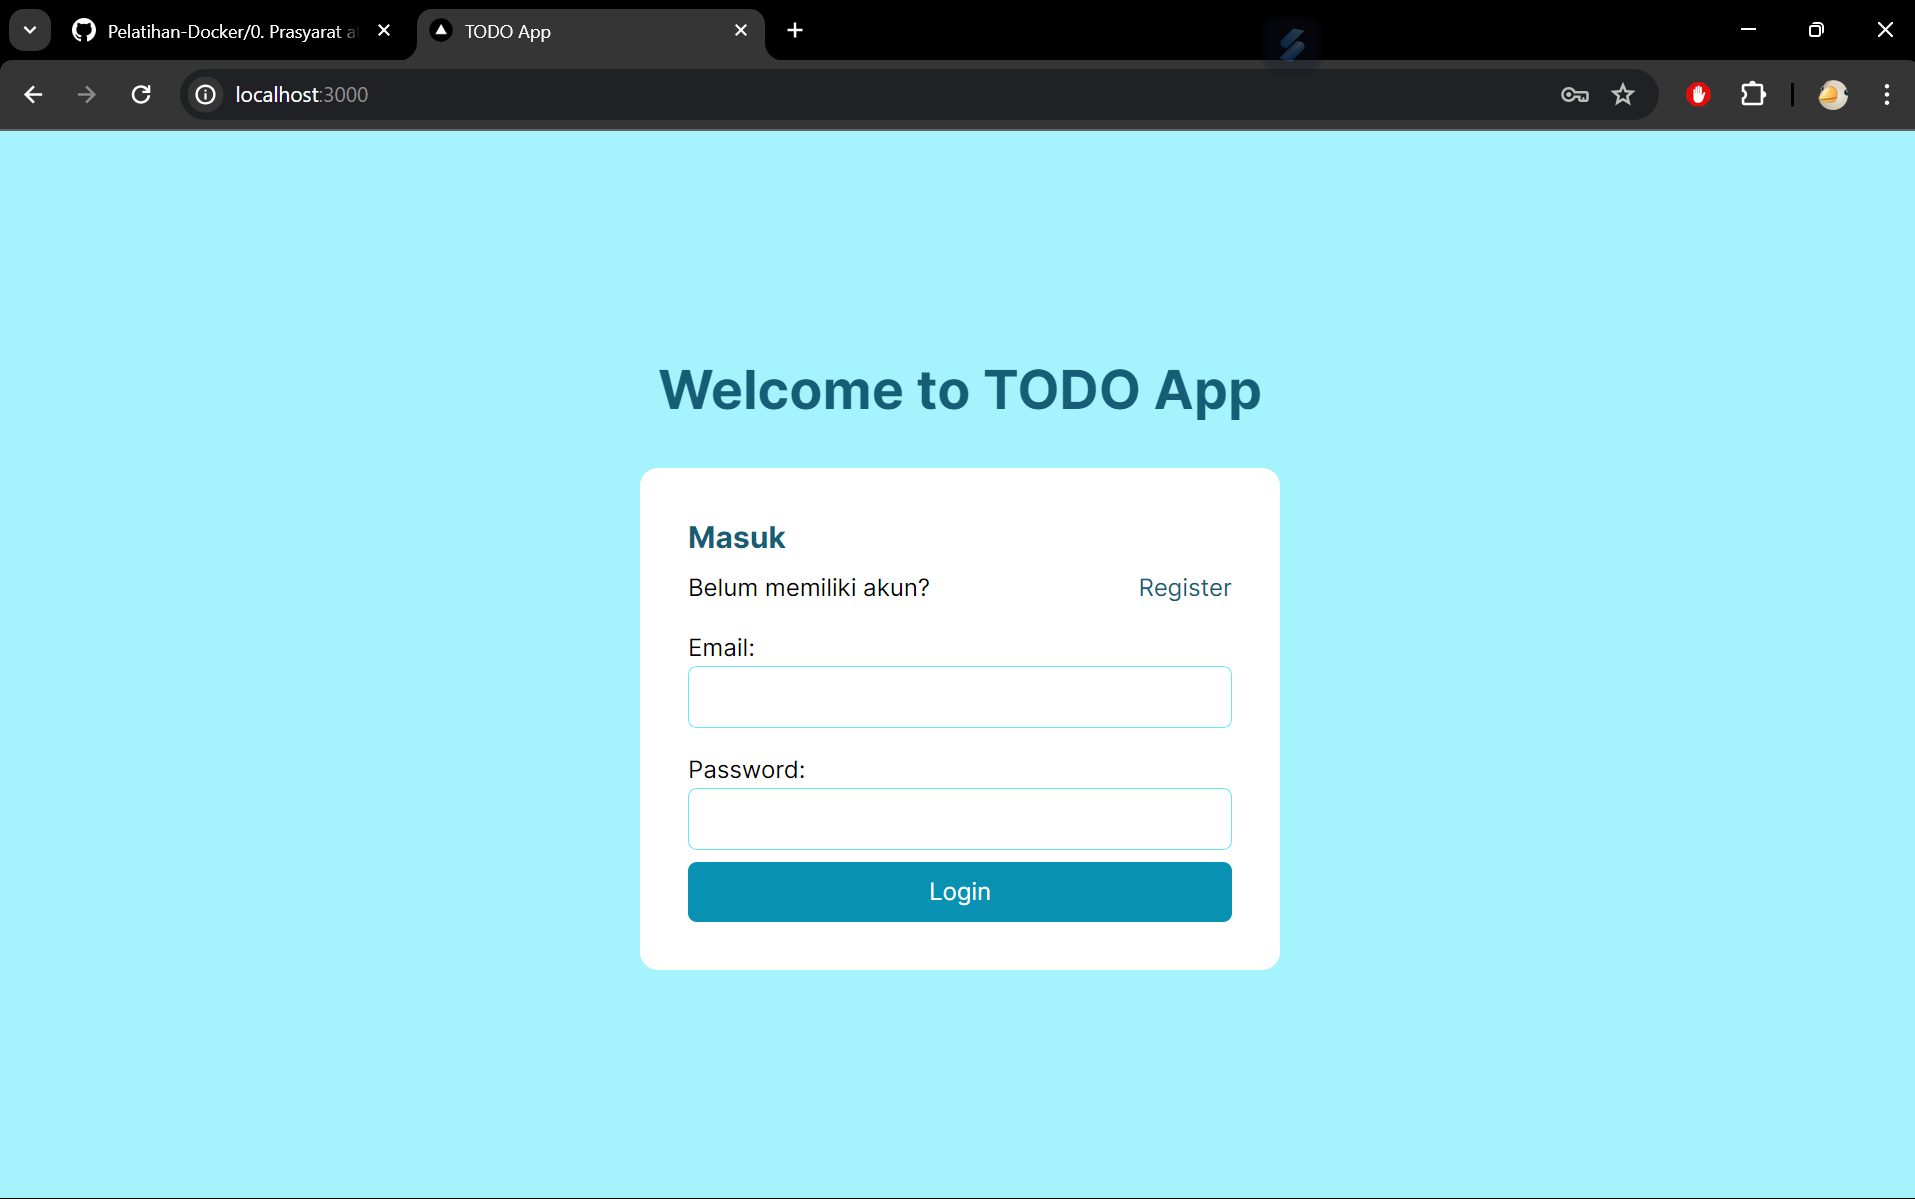 Pelatihan-Docker/0. Prasyarat a
TODO App
localhost:3000
Welcome to TODO App
Masuk
Belum memiliki akun? Register
Email:
Password:
Login